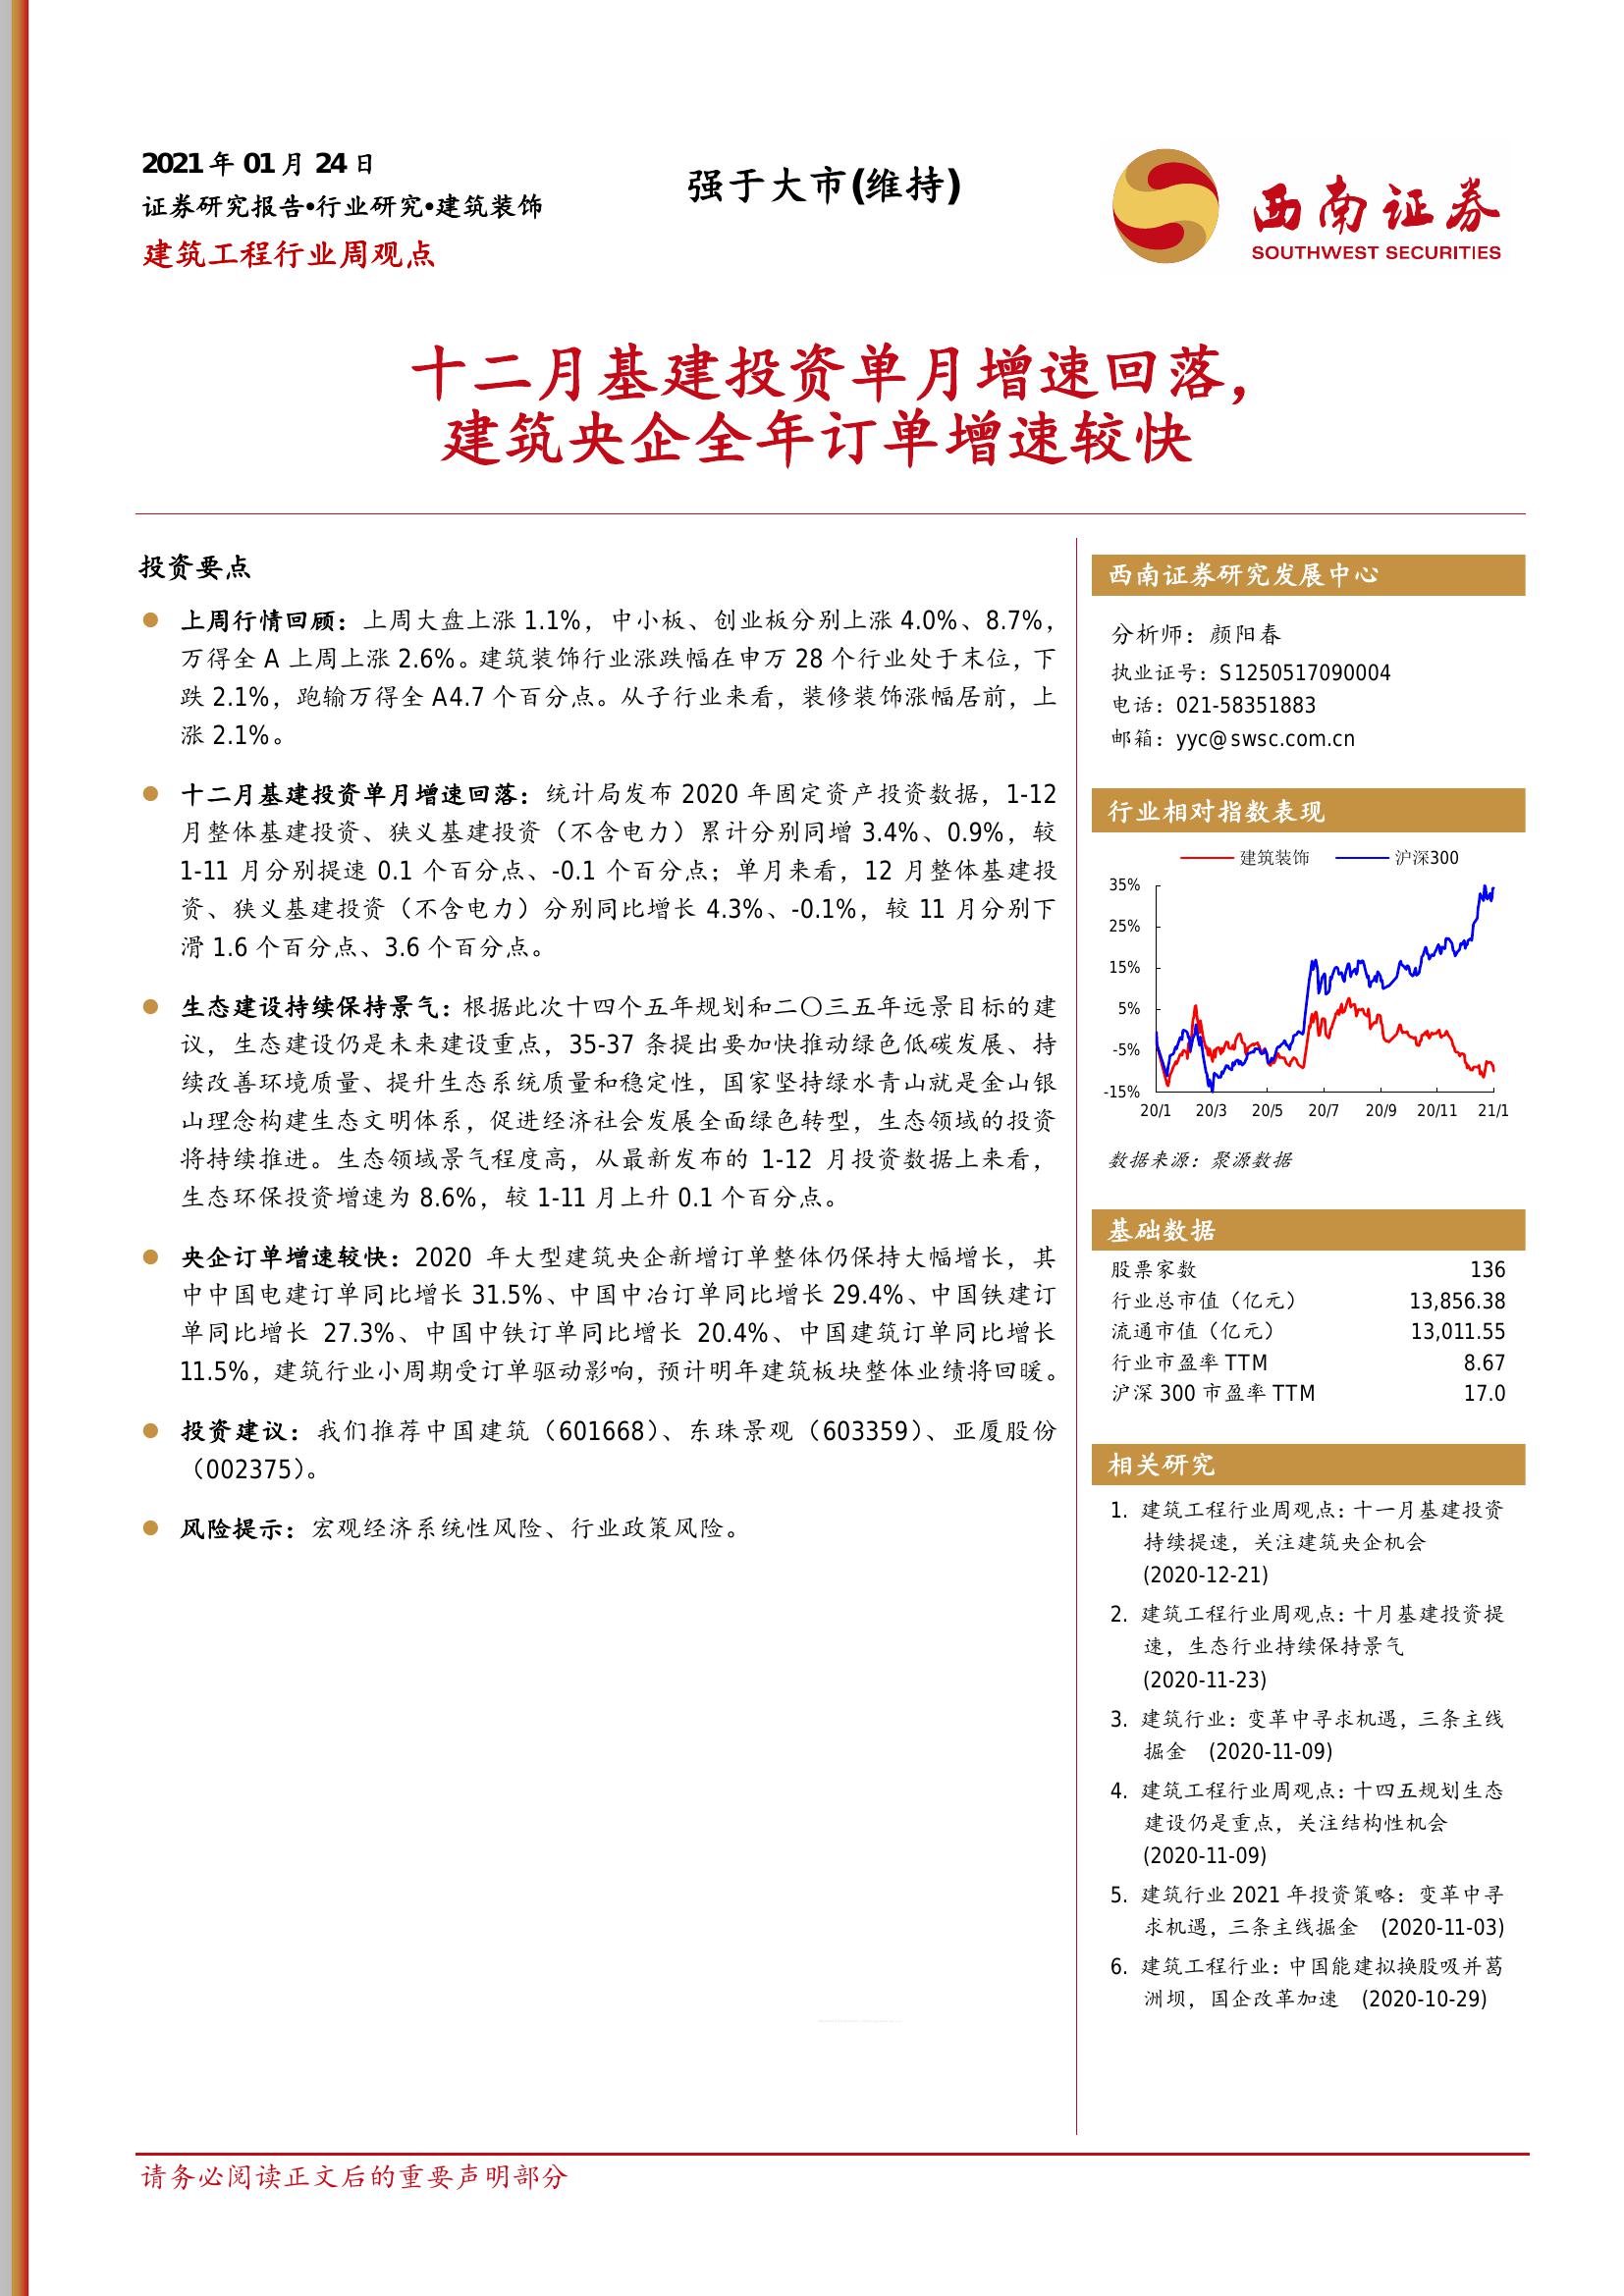 2021年01月24日
证券研究报告•行业研究•建筑装饰
建筑工程行业周观点
强于大市(维持)
西南证券
SOUTHWEST SECURITIES
十二月基建投资单月增速回落,
建筑央企全年订单增速较快
投资要点
上周行情回顾：上周大盘上涨1.1%，中小板、创业板分别上涨4.0%、8.7%，
万得全A上周上涨2.6%。建筑装饰行业涨跌幅在申万28个行业处于末位，下
跌2.1%，跑输万得全A4.7个百分点。从子行业来看，装修装饰涨幅居前，上
涨2.1%。
十二月基建投资单月增速回落：统计局发布2020年固定资产投资数据，1-12
月整体基建投资、狭义基建投资（不含电力）累计分别同增3.4%、0.9%，较
1-11月分别提速0.1个百分点、-0.1个百分点；单月来看，12月整体基建投
资、狭义基建投资（不含电力）分别同比增长4.3%、-0.1%，较11月分别下
滑1.6个百分点、3.6个百分点。
生态建设持续保持景气：根据此次十四个五年规划和二〇三五年远景目标的建
议，生态建设仍是未来建设重点，35-37条提出要加快推动绿色低碳发展、持
续改善环境质量、提升生态系统质量和稳定性，国家坚持绿水青山就是金山银
山理念构建生态文明体系，促进经济社会发展全面绿色转型，生态领域的投资
将持续推进。生态领域景气程度高，从最新发布的1-12月投资数据上来看，
生态环保投资增速为8.6%，较1-11月上升0.1个百分点。
央企订单增速较快：2020年大型建筑央企新增订单整体仍保持大幅增长，其
中中国电建订单同比增长31.5%、中国中冶订单同比增长29.4%、中国铁建订
单同比增长27.3%、中国中铁订单同比增长20.4%、中国建筑订单同比增长
11.5%，建筑行业小周期受订单驱动影响，预计明年建筑板块整体业绩将回暖。
投资建议：我们推荐中国建筑（601668）、东珠景观（603359）、亚厦股份
（002375）。
风险提示：宏观经济系统性风险、行业政策风险。
西南证券研究发展中心
分析师：颜阳春
执业证号：S1250517090004
电话：021-58351883
邮箱：yyc@swsc.com.cn
行业相对指数表现
建筑装饰 沪深300
35%
25%
15%
5%
-5%
-15%
20/1 20/3 20/5 20/7 20/9 20/11 21/1
数据来源：聚源数据
基础数据
股票家数 136
行业总市值（亿元） 13,856.38
流通市值（亿元） 13,011.55
行业市盈率TTM 8.67
沪深300市盈率TTM 17.0
相关研究
1. 建筑工程行业周观点：十一月基建投资
持续提速，关注建筑央企机会
(2020-12-21)
2. 建筑工程行业周观点：十月基建投资提
速，生态行业持续保持景气
(2020-11-23)
3. 建筑行业：变革中寻求机遇，三条主线
掘金 (2020-11-09)
4. 建筑工程行业周观点：十四五规划生态
建设仍是重点，关注结构性机会
(2020-11-09)
5. 建筑行业2021年投资策略：变革中寻
求机遇，三条主线掘金 (2020-11-03)
6. 建筑工程行业：中国能建拟换股吸并葛
洲坝，国企改革加速 (2020-10-29)
请务必阅读正文后的重要声明部分